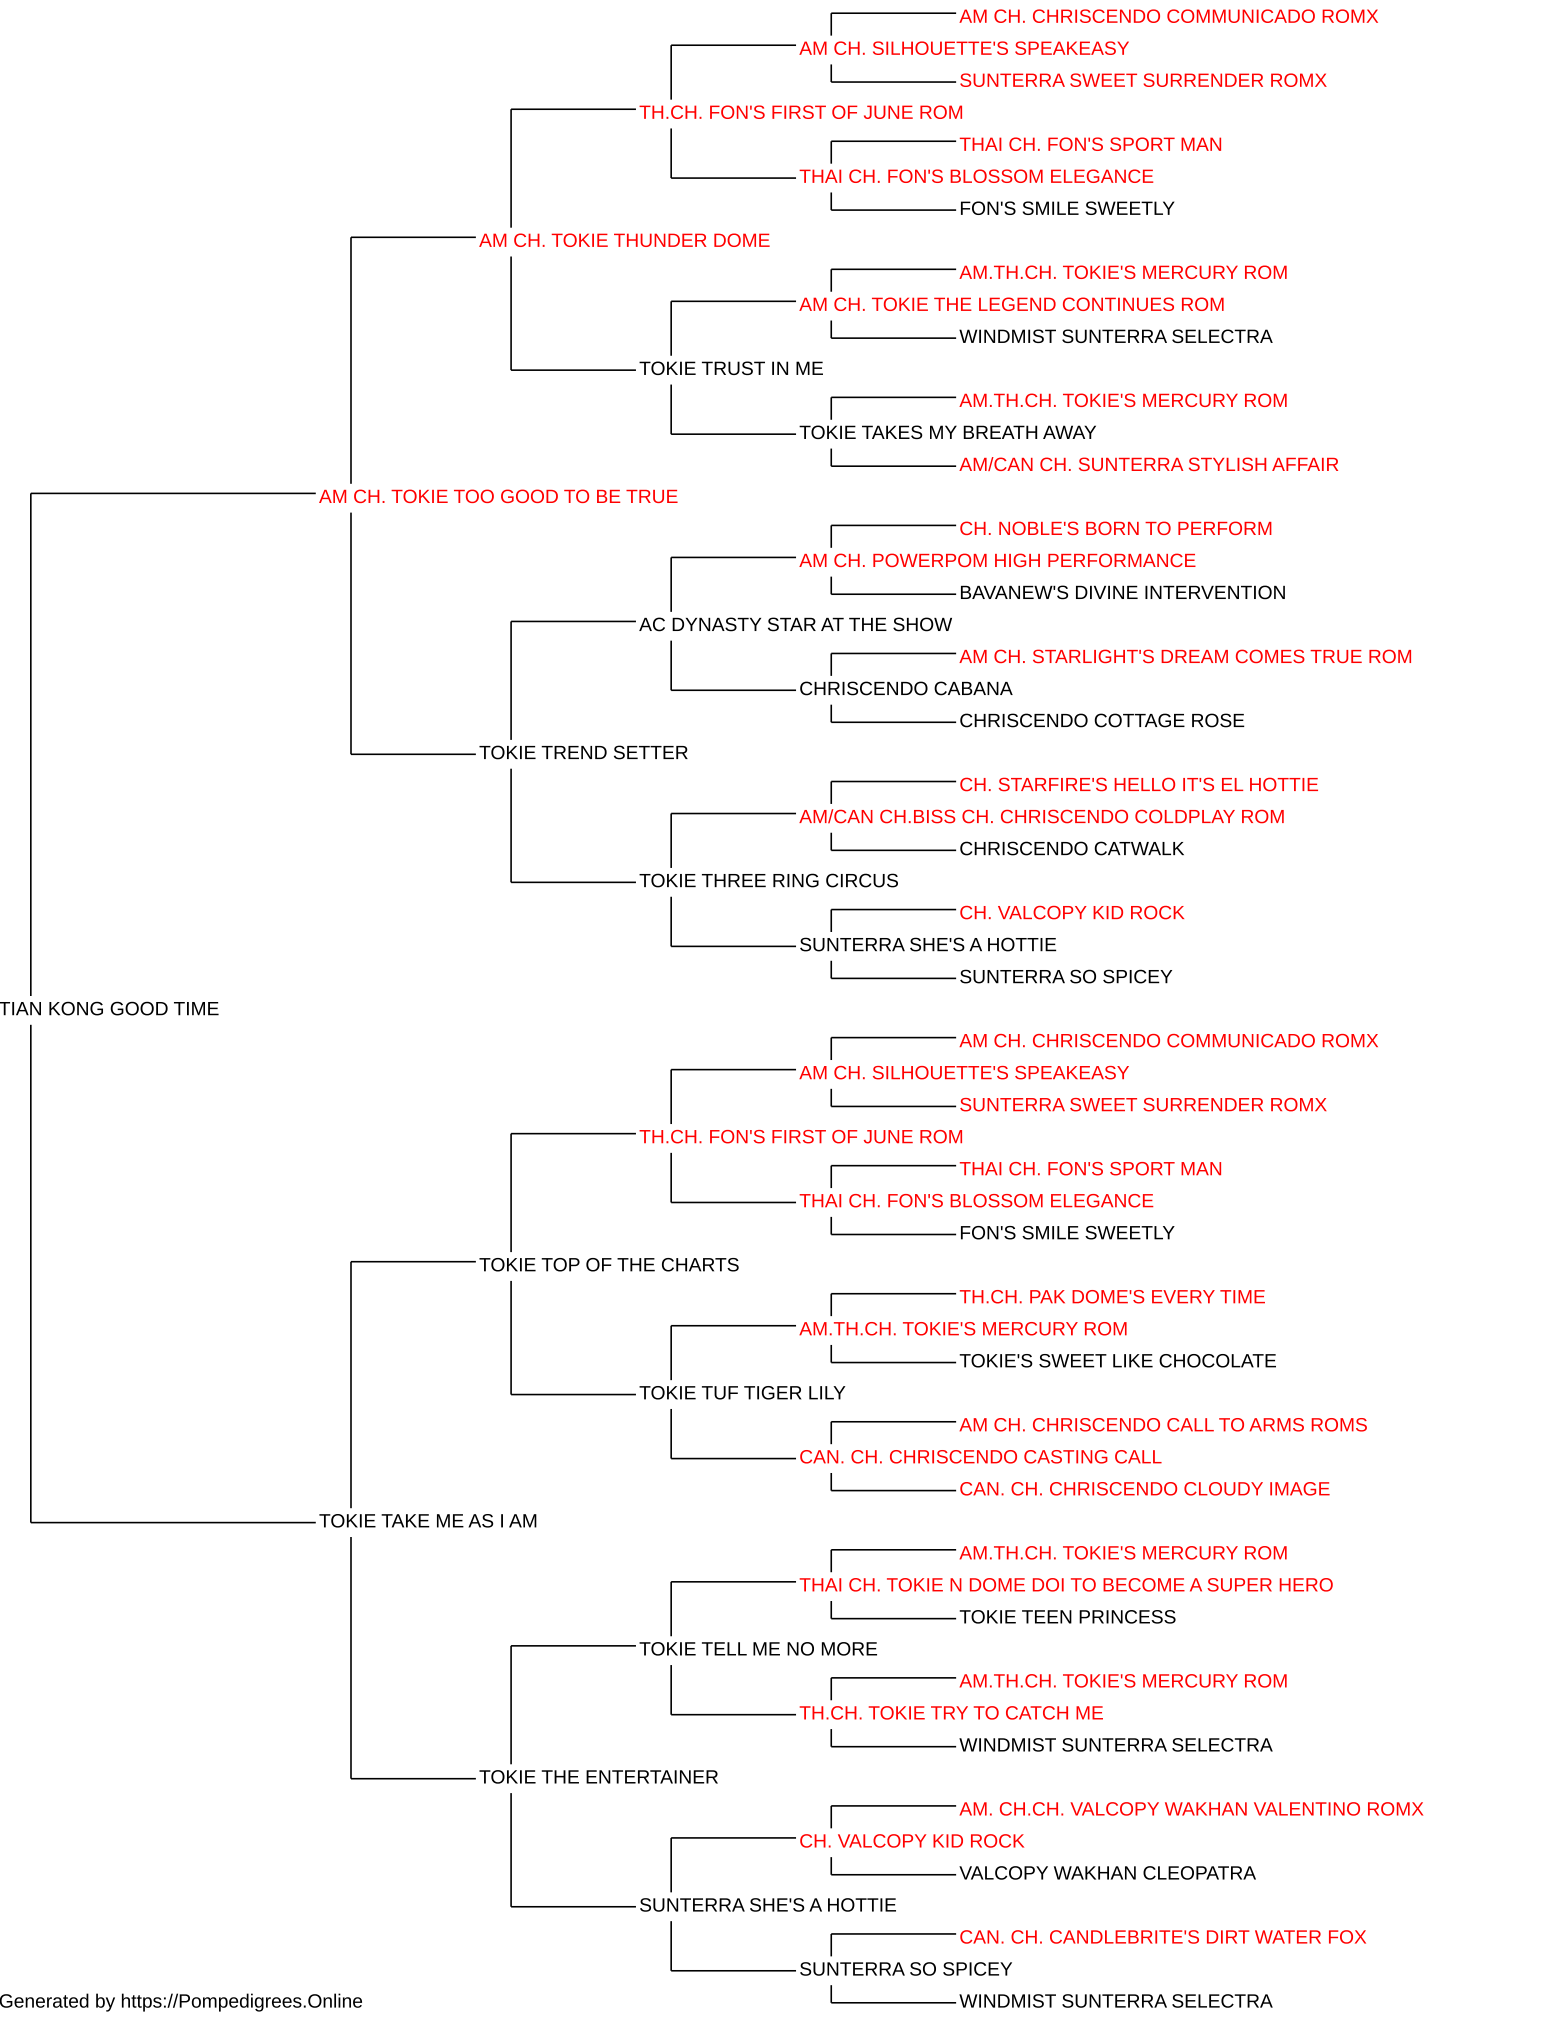 AM CH. CHRISCENDO COMMUNICADO ROMX
AM CH. SILHOUETTE'S SPEAKEASY
SUNTERRA SWEET SURRENDER ROMX
TH.CH. FON'S FIRST OF JUNE ROM
THAI CH. FON'S SPORT MAN
THAI CH. FON'S BLOSSOM ELEGANCE
FON'S SMILE SWEETLY
AM CH. TOKIE THUNDER DOME
AM.TH.CH. TOKIE'S MERCURY ROM
AM CH. TOKIE THE LEGEND CONTINUES ROM
WINDMIST SUNTERRA SELECTRA
TOKIE TRUST IN ME
AM.TH.CH. TOKIE'S MERCURY ROM
TOKIE TAKES MY BREATH AWAY
AM/CAN CH. SUNTERRA STYLISH AFFAIR
AM CH. TOKIE TOO GOOD TO BE TRUE
CH. NOBLE'S BORN TO PERFORM
AM CH. POWERPOM HIGH PERFORMANCE
BAVANEW'S DIVINE INTERVENTION
AC DYNASTY STAR AT THE SHOW
AM CH. STARLIGHT'S DREAM COMES TRUE ROM
CHRISCENDO CABANA
CHRISCENDO COTTAGE ROSE
TOKIE TREND SETTER
CH. STARFIRE'S HELLO IT'S EL HOTTIE
AM/CAN CH.BISS CH. CHRISCENDO COLDPLAY ROM
CHRISCENDO CATWALK
TOKIE THREE RING CIRCUS
CH. VALCOPY KID ROCK
SUNTERRA SHE'S A HOTTIE
SUNTERRA SO SPICEY
TIAN KONG GOOD TIME
AM CH. CHRISCENDO COMMUNICADO ROMX
AM CH. SILHOUETTE'S SPEAKEASY
SUNTERRA SWEET SURRENDER ROMX
TH.CH. FON'S FIRST OF JUNE ROM
THAI CH. FON'S SPORT MAN
THAI CH. FON'S BLOSSOM ELEGANCE
FON'S SMILE SWEETLY
TOKIE TOP OF THE CHARTS
TH.CH. PAK DOME'S EVERY TIME
AM.TH.CH. TOKIE'S MERCURY ROM
TOKIE'S SWEET LIKE CHOCOLATE
TOKIE TUF TIGER LILY
AM CH. CHRISCENDO CALL TO ARMS ROMS
CAN. CH. CHRISCENDO CASTING CALL
CAN. CH. CHRISCENDO CLOUDY IMAGE
TOKIE TAKE ME AS I AM
AM.TH.CH. TOKIE'S MERCURY ROM
THAI CH. TOKIE N DOME DOI TO BECOME A SUPER HERO
TOKIE TEEN PRINCESS
TOKIE TELL ME NO MORE
AM.TH.CH. TOKIE'S MERCURY ROM
TH.CH. TOKIE TRY TO CATCH ME
WINDMIST SUNTERRA SELECTRA
TOKIE THE ENTERTAINER
AM. CH.CH. VALCOPY WAKHAN VALENTINO ROMX
CH. VALCOPY KID ROCK
VALCOPY WAKHAN CLEOPATRA
SUNTERRA SHE'S A HOTTIE
CAN. CH. CANDLEBRITE'S DIRT WATER FOX
SUNTERRA SO SPICEY
WINDMIST SUNTERRA SELECTRA
Generated by https://Pompedigrees.Online